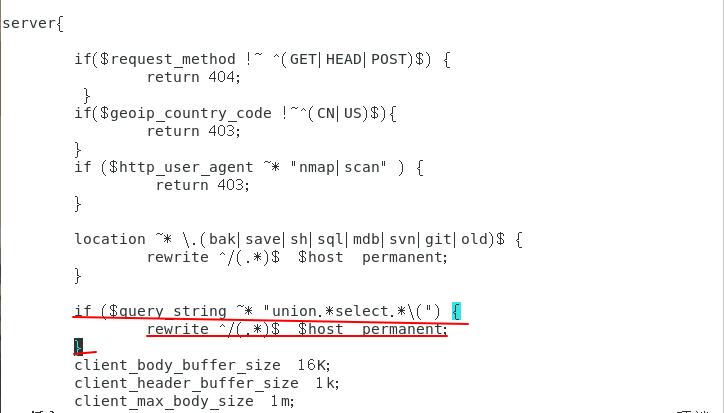 server{
if($request_method !~ ^(GET|HEAD|POST)$) {
return 404;
}
if($geoip_country_code !~^(CN|US)$){
return 403;
}
if ($http_user_agent ~* "nmap|scan" ) {
return 403;
}
location ~* \.(bak|save|sh|sql|mdb|svn|git|old)$ {
rewrite ^/(.*)$  $host  permanent;
}
if ($query_string ~* "union.*select.*\(") {
rewrite ^/(.*)$  $host  permanent;
}
client_body_buffer_size  16K;
client_header_buffer_size  1k;
client_max_body_size  1m;